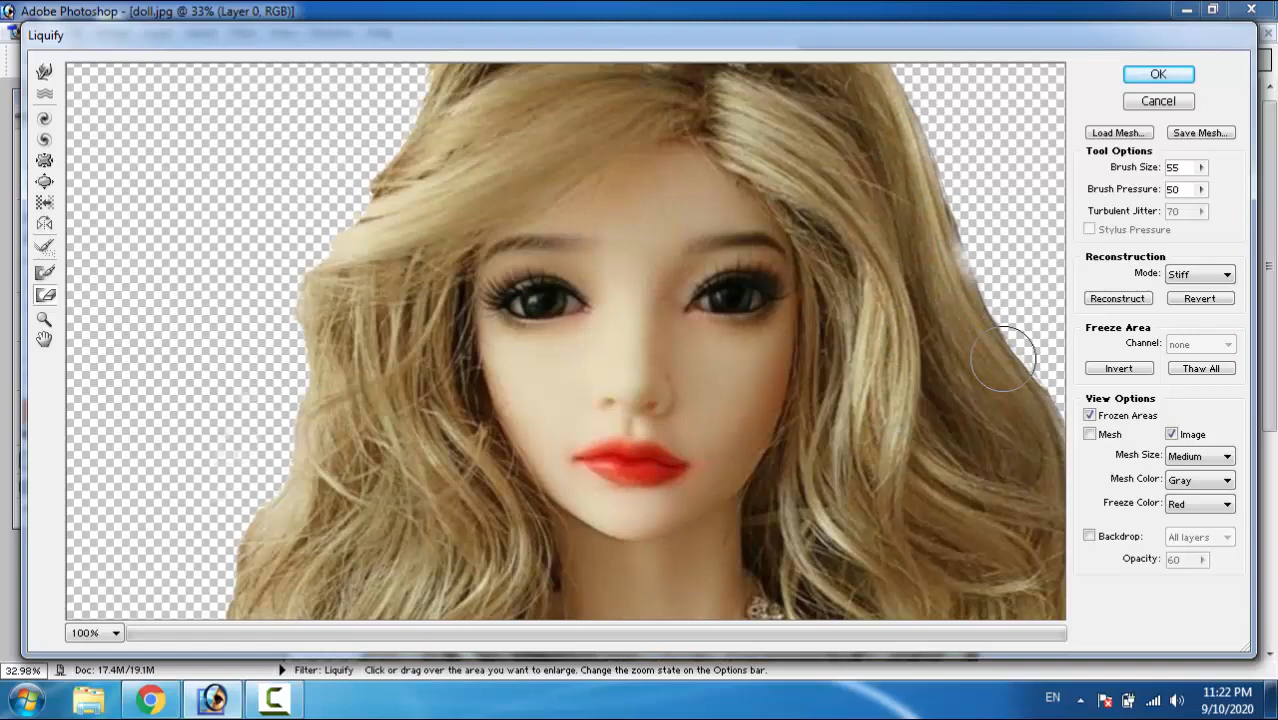 Adobe Photoshop - [doll.jpg @ 33% (Layer 0, RGB)]
Liquify
OK
Cancel
Load Mesh... Save Mesh...
Tool Options
Brush Size: 55
Brush Pressure: 50
Turbulent Jitter: 70
Stylus Pressure
Reconstruction
Mode: Stiff
Reconstruct Revert
Freeze Area
Channel: none
Invert Thaw All
View Options
Frozen Areas
Mesh Image
Mesh Size: Medium
Mesh Color: Gray
Freeze Color: Red
Backdrop: All layers
Opacity: 60
100%
32.98% Doc: 17.4M/19.1M Filter: Liquify Click or drag over the area you want to enlarge. Change the zoom state on the Options bar.
EN
11:22 PM
9/10/2020